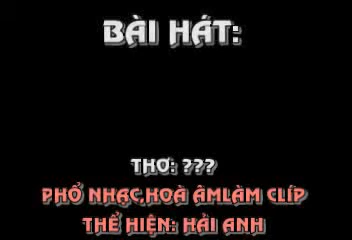 BÀI HÁT:
THƠ: ???
PHỔ NHẠC,HOÀ ÂMLÀM CLÍP
THỂ HIỆN: HẢI ANH